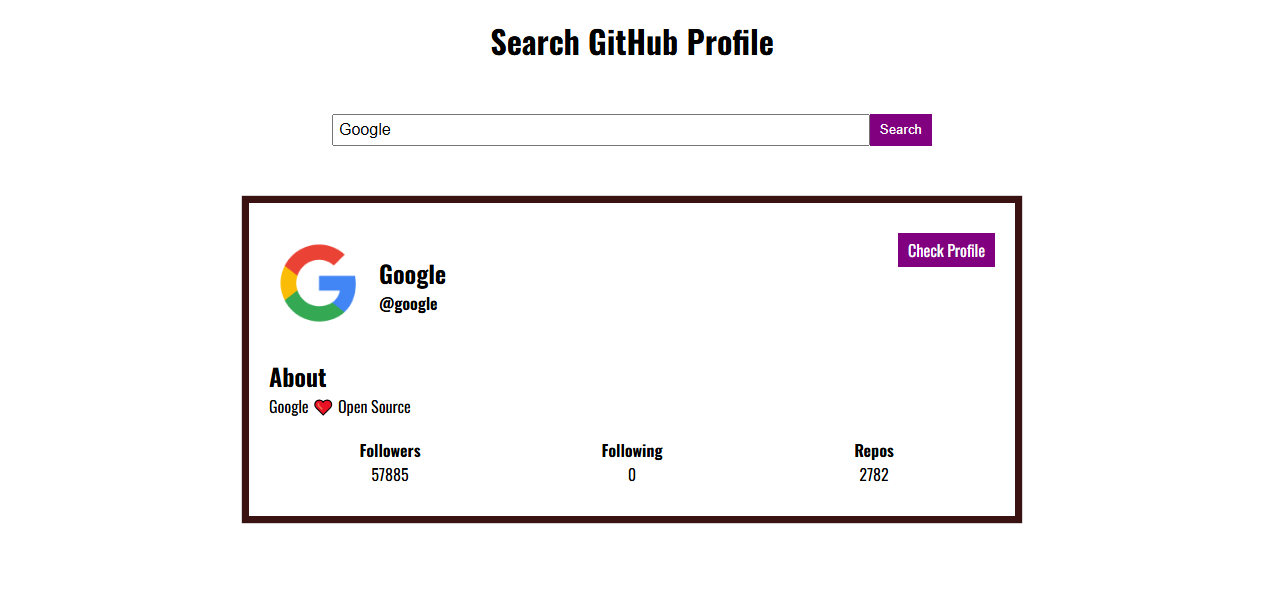 Search GitHub Profile
Google Search
Check Profile
Google
@google
About
Google ❤️ Open Source
Followers Following Repos
57885 0 2782